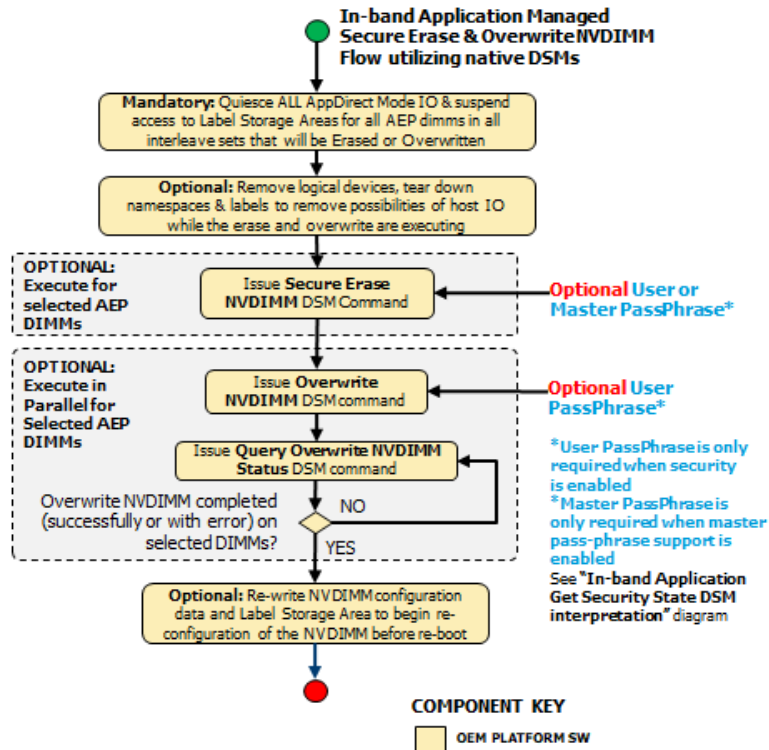 In-band Application Managed
Secure Erase & Overwrite NVDIMM
Flow utilizing native DSMs
Mandatory: Quiesce ALL AppDirect Mode IO & suspend
access to Label Storage Areas for all AEP dimms in all
interleave sets that will be Erased or Overwritten
Optional: Remove logical devices, tear down
namespaces & labels to remove possibilities of host IO
while the erase and overwrite are executing
OPTIONAL:
Execute for
selected AEP
DIMMs
Issue Secure Erase
NVDIMM DSM Command
Optional User or
Master PassPhrase*
OPTIONAL:
Execute in
Parallel for
Selected AEP
DIMMs
Issue Overwrite
NVDIMM DSM command
Optional User
PassPhrase*
Issue Query Overwrite NVDIMM
Status DSM command
Overwrite NVDIMM completed
(successfully or with error) on
selected DIMMs?
NO
YES
*User PassPhrase is only
required when security
is enabled
*Master PassPhrase is
only required when master
pass-phrase support is
enabled
See "In-band Application
Get Security State DSM
interpretation" diagram
Optional: Re-write NVDIMM configuration
data and Label Storage Area to begin re-
configuration of the NVDIMM before re-boot
COMPONENT KEY
OEM PLATFORM SW